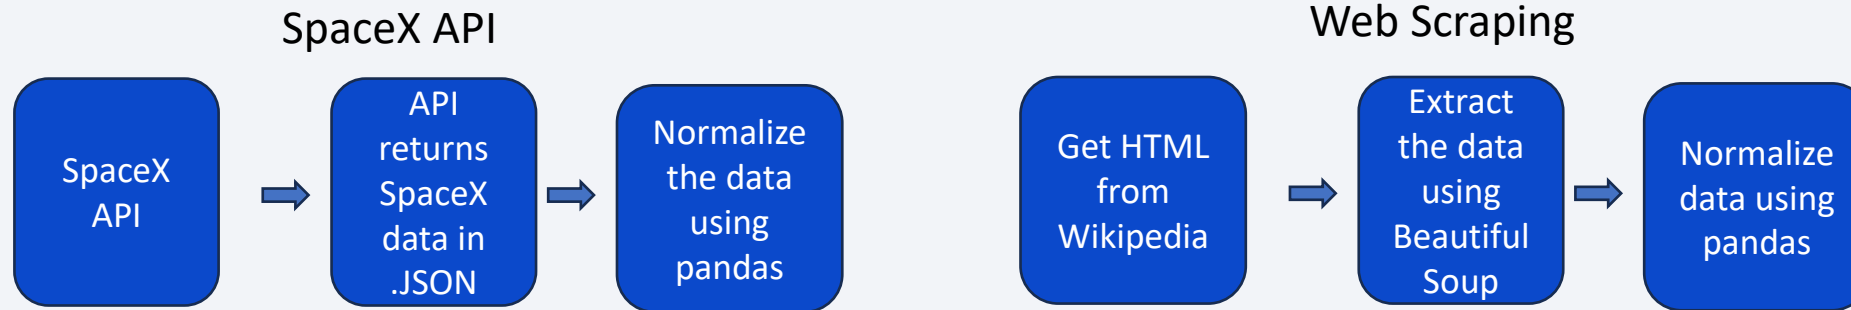 SpaceX API
SpaceX
API
API
returns
SpaceX
data in
.JSON
Normalize
the data
using
pandas
Web Scraping
Get HTML
from
Wikipedia
Extract
the data
using
Beautiful
Soup
Normalize
data using
pandas